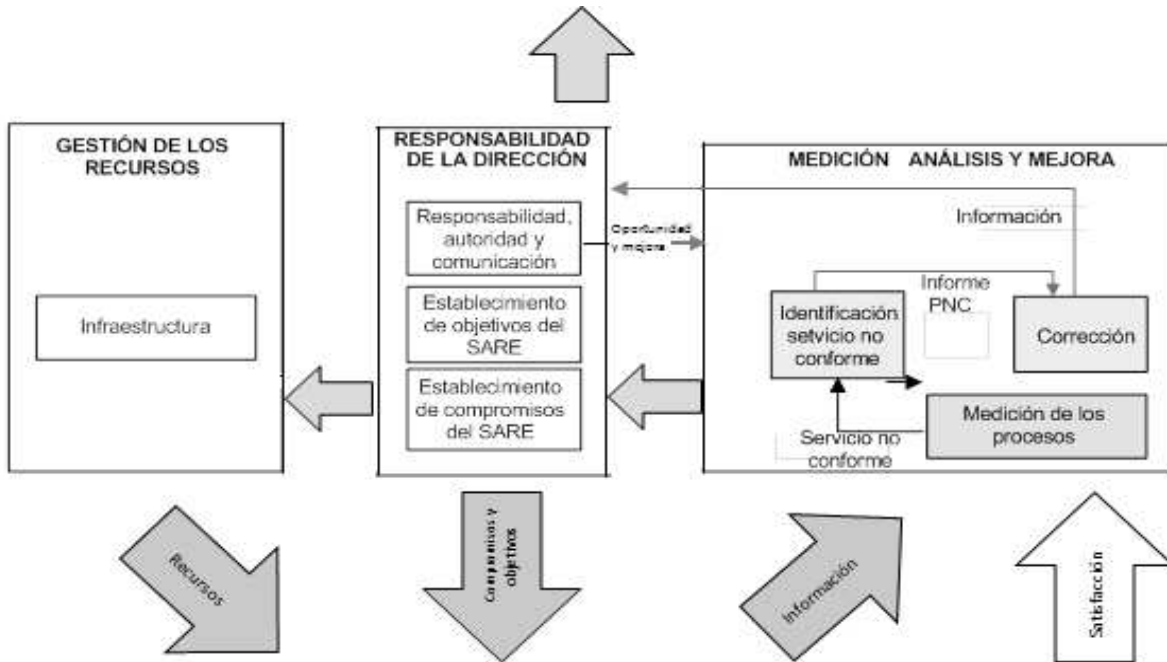 GESTIÓN DE LOS
RECURSOS
Infraestructura
RESPONSABILIDAD
DE LA DIRECCIÓN
Responsabilidad,
autoridad y
comunicación
Establecimiento
de objetivos del
SARE
Establecimiento
de compromisos
del SARE
Oportunidad
y mejora
MEDICIÓN ANÁLISIS Y MEJORA
Información
Informe
PNC
Identificación
setvicio no
conforme
Corrección
Medición de los
procesos
Servicio no
conforme
Recursos
Compromisos y
objetivos
Información
Satisfacción